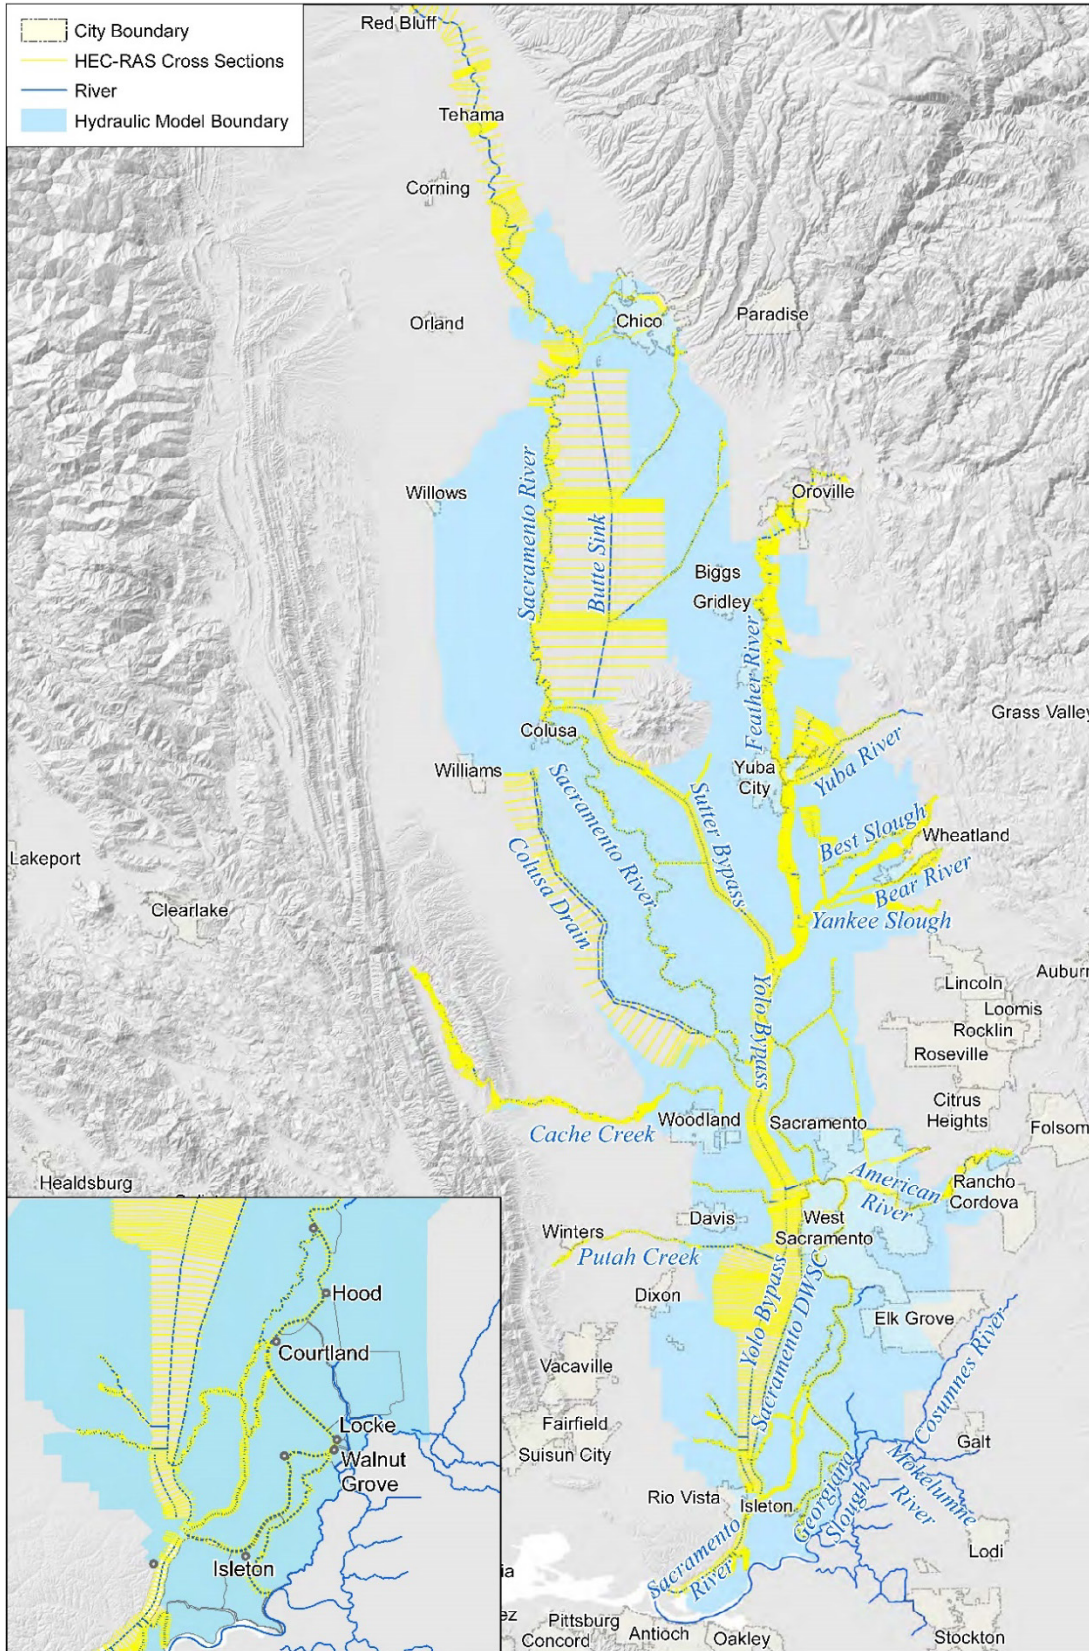 City Boundary
HEC-RAS Cross Sections
River
Hydraulic Model Boundary
Red Bluff
Tehama
Corning
Orland
Chico
Paradise
Willows
Sacramento River
Butte Sink
Oroville
Biggs
Gridley
Feather River
Grass Valley
Colusa
Williams
Yuba
City
Yuba River
Sacramento River
Sutter Bypass
Best Slough
Wheatland
Bear River
Yankee Slough
Colusa Drain
Lakeport
Clearlake
Yolo Bypass
Auburn
Lincoln
Loomis
Rocklin
Roseville
Citrus
Heights
Folsom
Woodland
Sacramento
Cache Creek
American
River
Rancho
Cordova
Healdsburg
Davis
West
Sacramento
Winters
Putah Creek
Dixon
Yolo Bypass
Sacramento DWSC
Elk Grove
Vacaville
Cosumnes River
Fairfield
Suisun City
Galt
Mokelumne
River
Georgiana
Slough
Rio Vista
Isleton
Lodi
Sacramento
River
ia
ez
Pittsburg
Concord
Antioch
Oakley
Stockton
Hood
Courtland
Locke
Walnut
Grove
Isleton